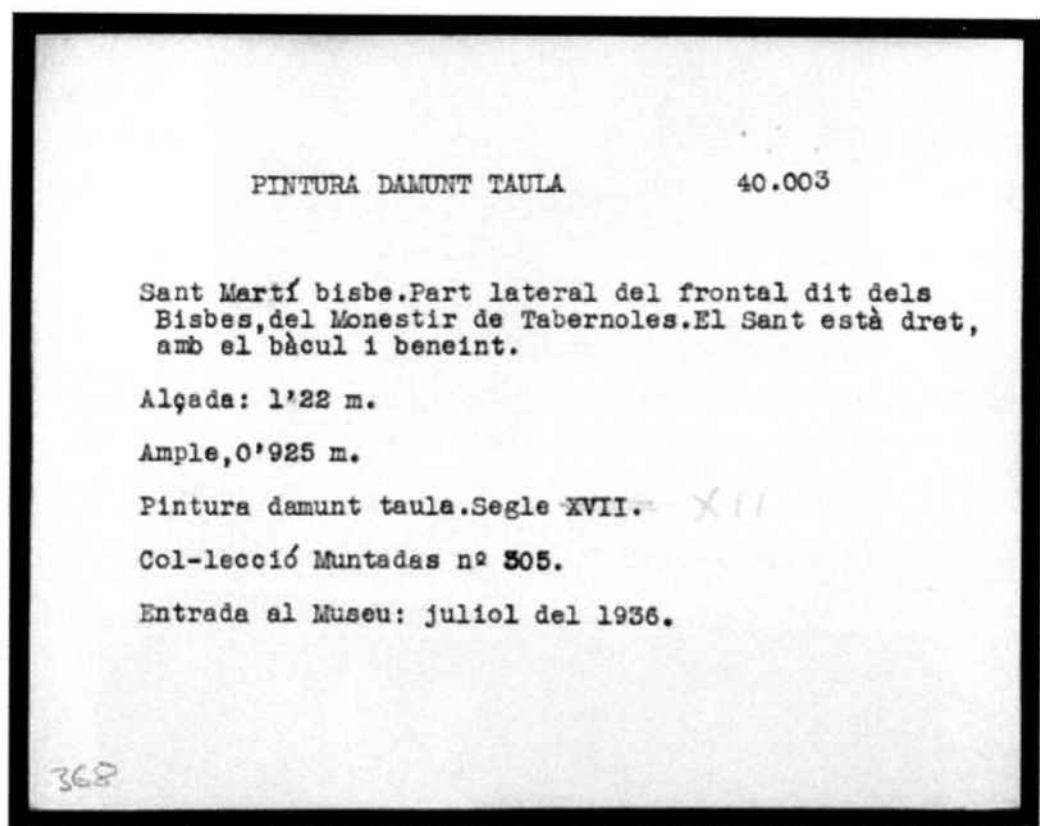 PINTURA DAMUNT TAULA 40.003
Sant Martí bisbe.Part lateral del frontal dit dels
Bisbes,del Monestir de Tabernoles.El Sant està dret,
amb el bàcul i beneint.
Alçada: 1'22 m.
Ample,0'925 m.
Pintura damunt taula.Segle XVII. XII
Col-lecció Muntadas nº 305.
Entrada al Museu: juliol del 1936.
368